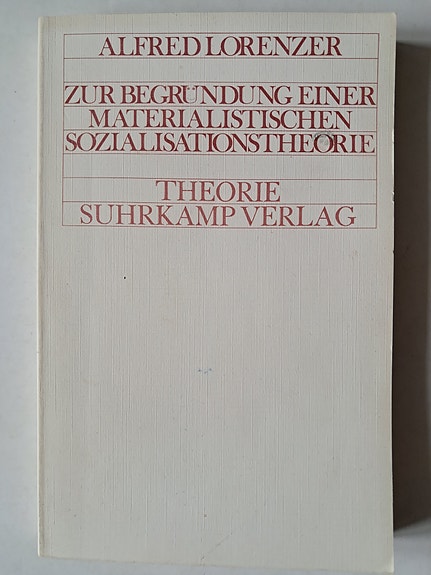 ALFRED LORENZER
ZUR BEGRÜNDUNG EINER
MATERIALISTISCHEN
SOZIALISATIONSTHEORIE
THEORIE
SUHRKAMP VERLAG